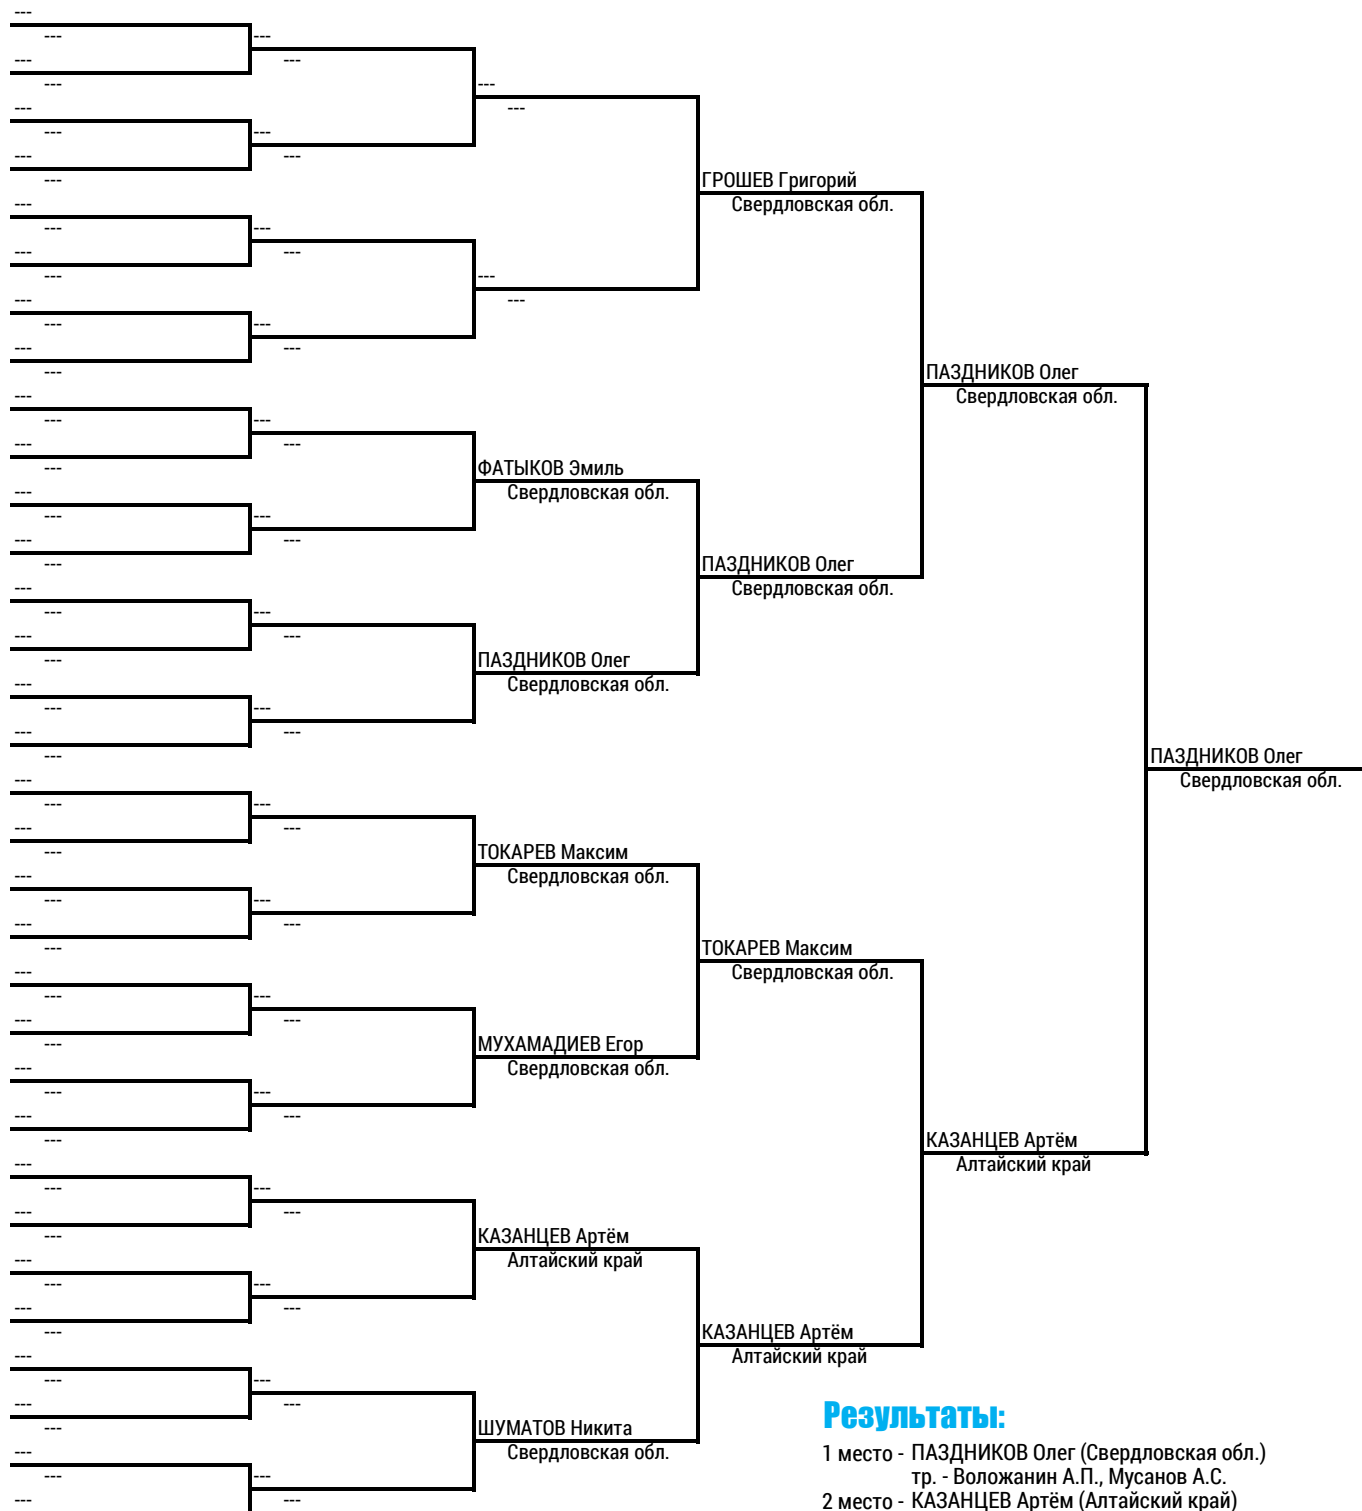 ---
--- ---
--- ---
--- ---
--- ---
--- ---
--- ---
--- ГРОШЕВ Григорий
--- Свердловская обл.
--- ---
--- ---
--- ---
--- ---
--- ---
--- ---
--- ПАЗДНИКОВ Олег
--- Свердловская обл.
--- ---
--- ---
--- ФАТЫКОВ Эмиль
--- Свердловская обл.
--- ---
--- ---
--- ПАЗДНИКОВ Олег
--- Свердловская обл.
--- ---
--- ---
--- ПАЗДНИКОВ Олег
--- Свердловская обл.
--- ---
--- ---
--- ПАЗДНИКОВ Олег
--- Свердловская обл.
--- ---
--- ---
--- ТОКАРЕВ Максим
--- Свердловская обл.
--- ---
--- ---
--- ТОКАРЕВ Максим
--- Свердловская обл.
--- ---
--- ---
--- МУХАМАДИЕВ Егор
--- Свердловская обл.
--- ---
--- ---
--- КАЗАНЦЕВ Артём
--- Алтайский край
--- ---
--- ---
--- КАЗАНЦЕВ Артём
--- Алтайский край
--- ---
--- ---
--- КАЗАНЦЕВ Артём
--- Алтайский край
--- ---
--- ---
Результаты:
--- ШУМАТОВ Никита
--- Свердловская обл.
--- ---
--- ---
1 место - ПАЗДНИКОВ Олег (Свердловская обл.)
тр. - Воложанин А.П., Мусанов А.С.
2 место - КАЗАНЦЕВ Артём (Алтайский край)